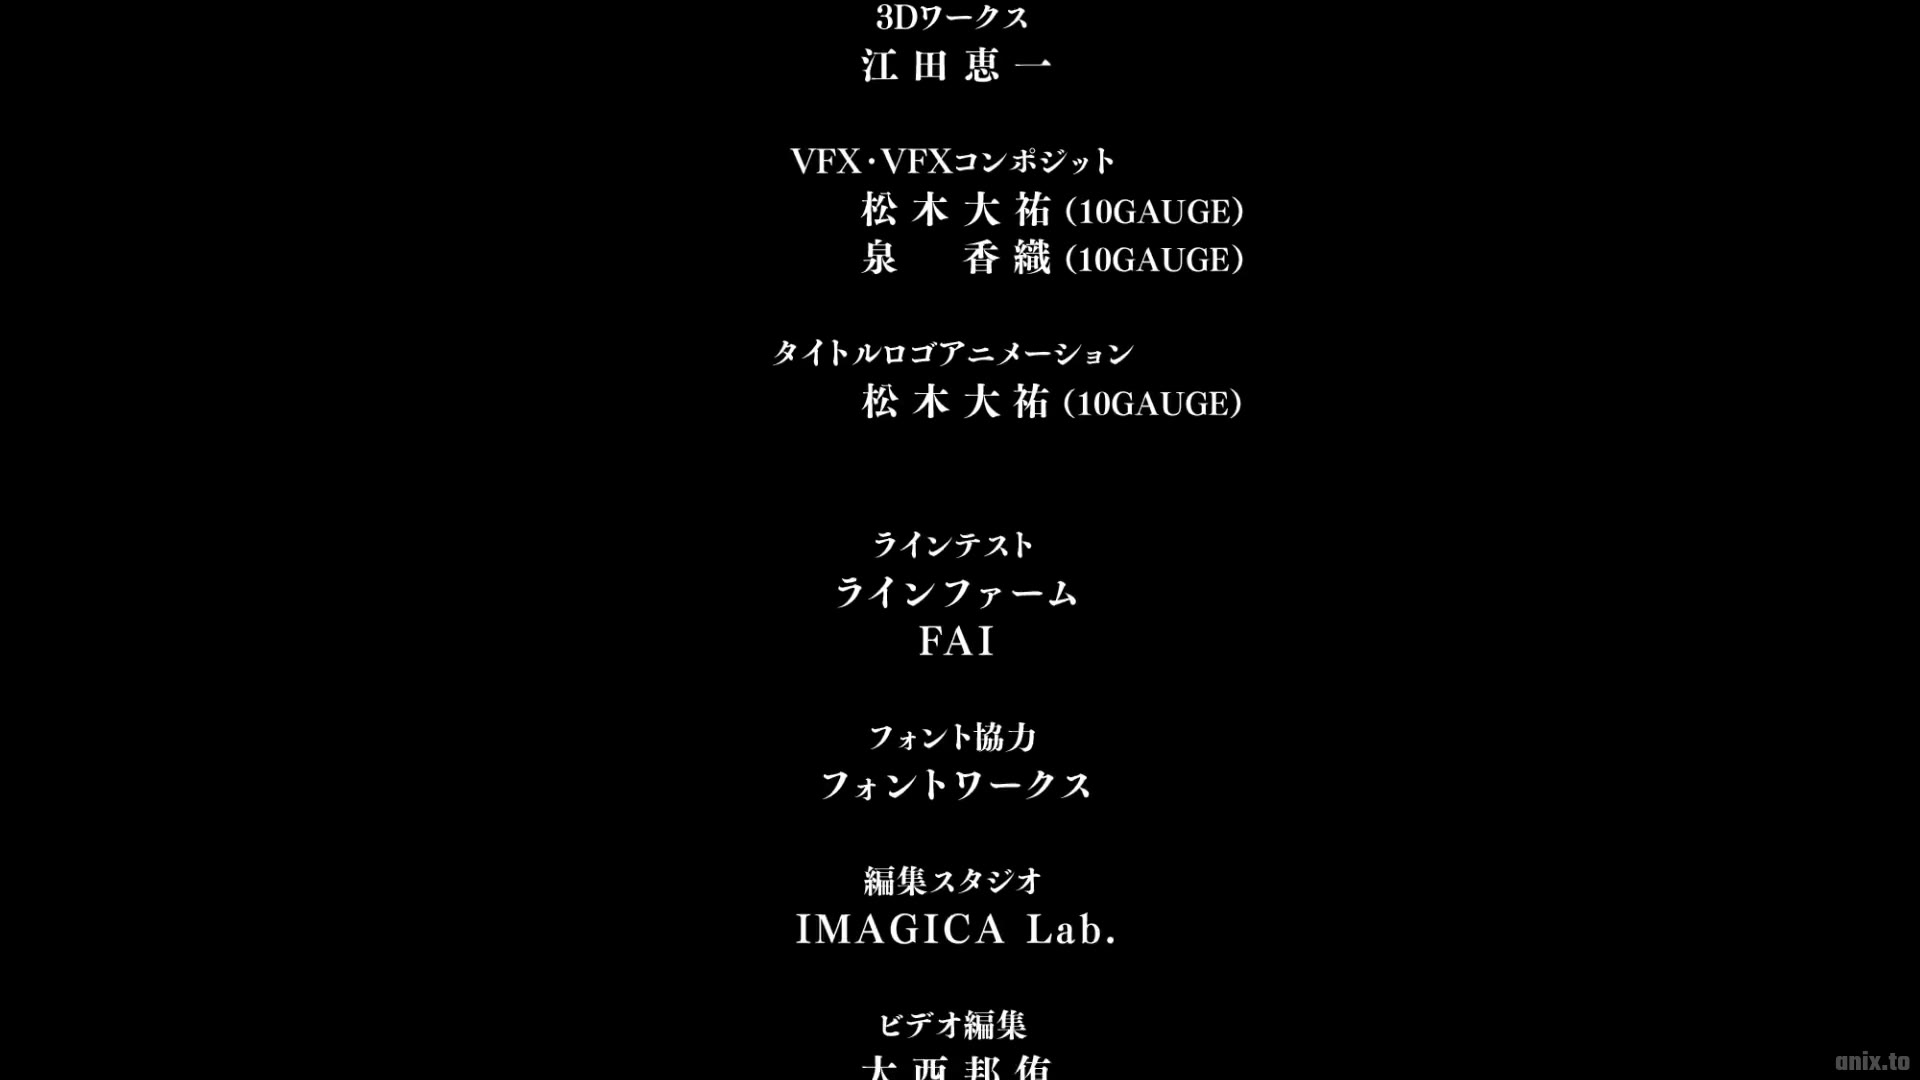 3Dワークス
江田恵一
VFX・VFXコンポジット
松木大祐(10GAUGE)
泉 香織(10GAUGE)
タイトルロゴアニメーション
松木大祐(10GAUGE)
ラインテスト
ラインファーム
FAI
フォント協力
フォントワークス
編集スタジオ
IMAGICA Lab.
ビデオ編集
大西邦侑
anix.to